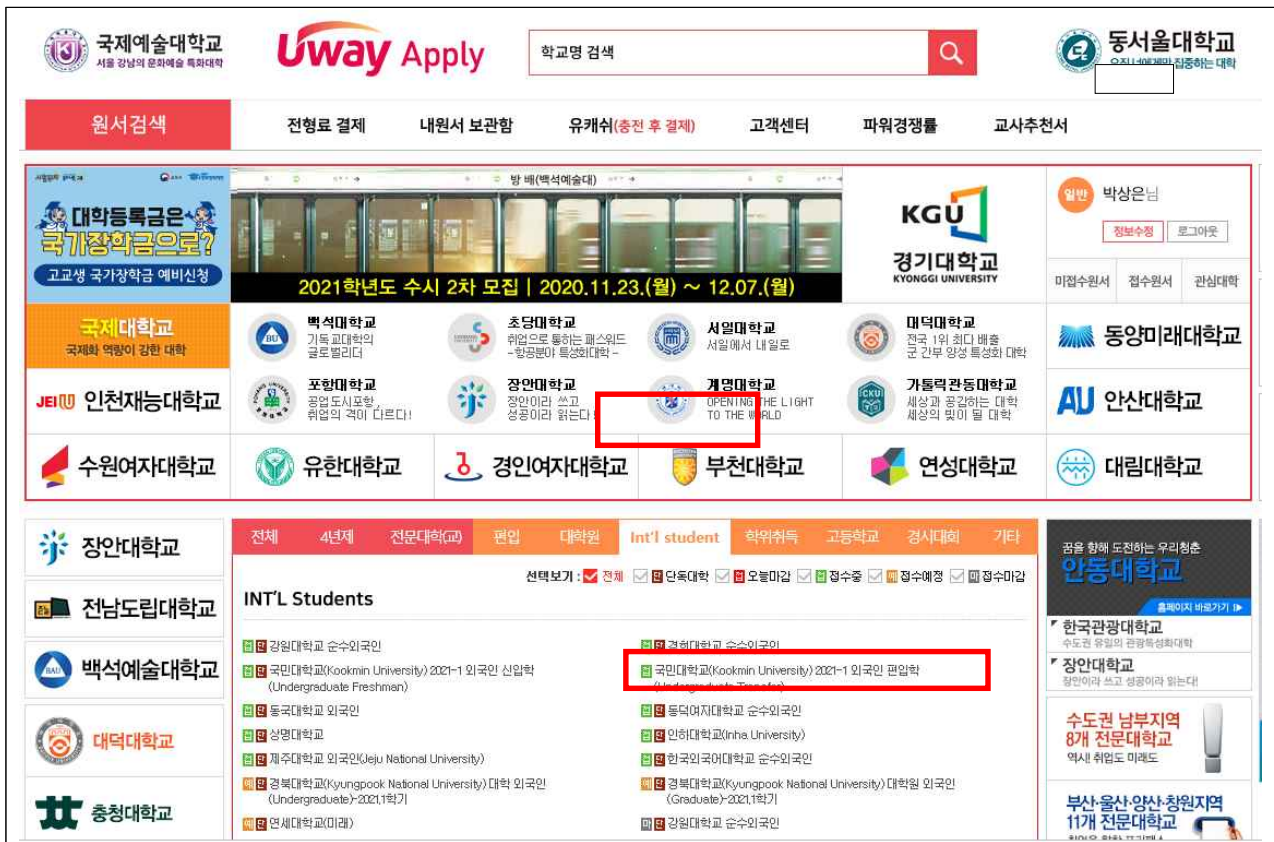 국제예술대학교
서울 강남의 문화예술 특화대학
Uway Apply
학교명 검색
동서울대학교
원서검색
전형료 결제
내원서 보관함
유캐쉬(충전 후 결제)
고객센터
파워경쟁률
교사추천서
대학등록금은
국가장학금으로?
고교생 국가장학금 예비신청
방 배(백석예술대)
2021학년도 수시 2차 모집 | 2020.11.23.(월) ~ 12.07.(월)
KGU
경기대학교
KYONGGI UNIVERSITY
일반 박상은님
정보수정 로그아웃
미접수원서 접수원서 관심대학
국제대학교
국제화 역량이 강한 대학
백석대학교
기독교대학의
글로벌리더
초당대학교
취업으로 통하는 패스워드
-항공분야 특성화대학-
서일대학교
서일에서 내일로
대덕대학교
전국 1위 최다 배출
군 간부 양성 특성화 대학
동양미래대학교
JEIU 인천재능대학교
포항대학교
공업도시포항,
취업의 격이 다르다!
장안대학교
장안이라 쓰고
성공이라 읽는다!
계명대학교
OPENING THE LIGHT
TO THE WORLD
CKU
가톨릭관동대학교
세상과 공감하는 대학
세상의 빛이 될 대학
AU 안산대학교
수원여자대학교
유한대학교
경인여자대학교
부천대학교
연성대학교
대림대학교
장안대학교
전남도립대학교
BAU 백석예술대학교
대덕대학교
충청대학교
전체 4년제 전문대학(교) 편입 대학원 Int'l student 학위취득 고등학교 경시대회 기타
선택보기 : 전체 단 단독대학 오늘마감 접 접수중 예 접수예정 마 접수마감
INT'L Students
접 단 강원대학교 순수외국인
접 단 경희대학교 순수외국인
접 단 국민대학교(Kookmin University) 2021-1 외국인 신입학
(Undergraduate Freshman)
접 단 국민대학교(Kookmin University) 2021-1 외국인 편입학
(Undergraduate Transfer)
접 단 동국대학교 외국인
접 단 동덕여자대학교 순수외국인
접 단 상명대학교
접 단 인하대학교(Inha University)
접 단 제주대학교 외국인(Jeju National University)
접 단 한국외국어대학교 순수외국인
예 단 경북대학교(Kyungpook National University) 대학 외국인
(Undergraduate)-2021,1학기
예 단 경북대학교(Kyungpook National University) 대학원 외국인
(Graduate)-2021,1학기
예 단 연세대학교(미래)
마 단 강원대학교 순수외국인
꿈을 향해 도전하는 우리청춘
안동대학교
홈페이지 바로가기
한국관광대학교
수도권 유일의 관광특성화대학
장안대학교
장안이라 쓰고 성공이라 읽는다!
수도권 남부지역
8개 전문대학교
역시! 취업도 미래도
부산·울산·양산·창원지역
11개 전문대학교